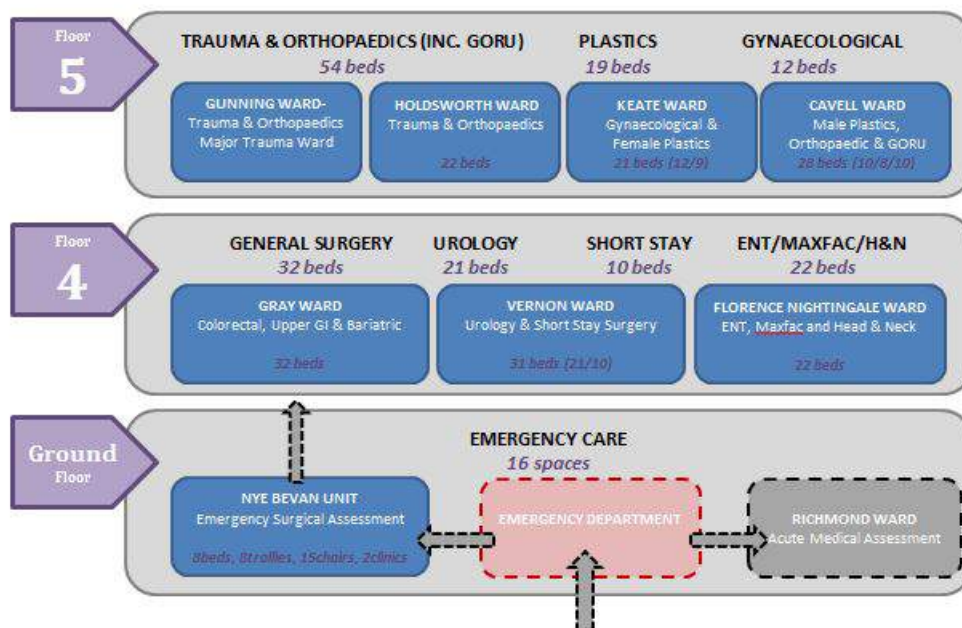 Floor
5
TRAUMA & ORTHOPAEDICS (INC. GORU)
54 beds
PLASTICS
19 beds
GYNAECOLOGICAL
12 beds
GUNNING WARD-
Trauma & Orthopaedics
Major Trauma Ward
HOLDSWORTH WARD
Trauma & Orthopaedics
22 beds
KEATE WARD
Gynaecological &
Female Plastics
21 beds (12/9)
CAVELL WARD
Male Plastics,
Orthopaedic & GORU
28 beds (10/8/10)
Floor
4
GENERAL SURGERY
32 beds
UROLOGY
21 beds
SHORT STAY
10 beds
ENT/MAXFAC/H&N
22 beds
GRAY WARD
Colorectal, Upper GI & Bariatric
32 beds
VERNON WARD
Urology & Short Stay Surgery
31 beds (21/10)
FLORENCE NIGHTINGALE WARD
ENT, Maxfac and Head & Neck
22 beds
Ground
Floor
EMERGENCY CARE
16 spaces
NYE BEVAN UNIT
Emergency Surgical Assessment
8beds, 8trollies, 15chairs, 2clinics
EMERGENCY DEPARTMENT
RICHMOND WARD
Acute Medical Assessment